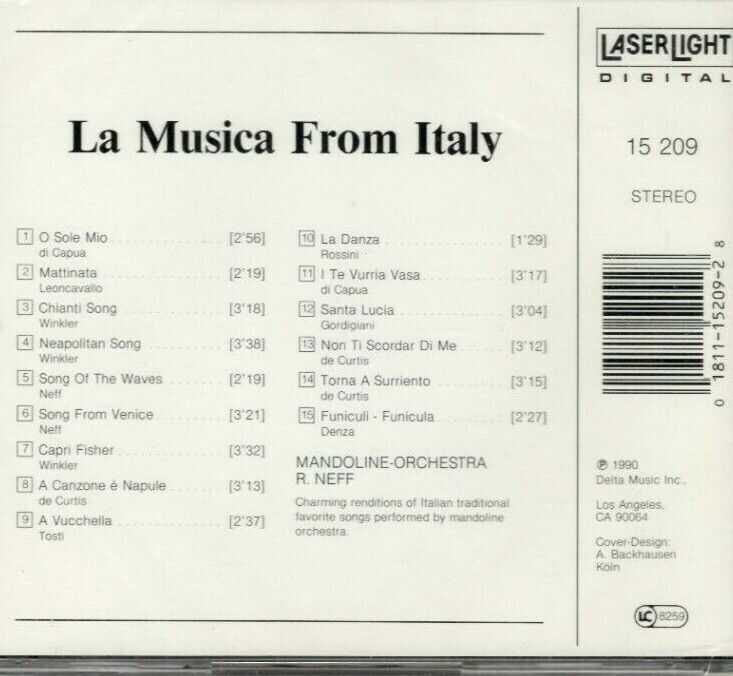 La Musica From Italy
1 O Sole Mio [2'56]
di Capua
2 Mattinata [2'19]
Leoncavallo
3 Chianti Song [3'18]
Winkler
4 Neapolitan Song [3'38]
Winkler
5 Song Of The Waves [2'19]
Neff
6 Song From Venice [3'21]
Neff
7 Capri Fisher [3'32]
Winkler
8 A Canzone é Napule [3'13]
de Curtis
9 A Vucchella [2'37]
Tosti
10 La Danza [1'29]
Rossini
11 I Te Vurria Vasa [3'17]
di Capua
12 Santa Lucia [3'04]
Gordigiani
13 Non Ti Scordar Di Me [3'12]
de Curtis
14 Torna A Surriento [3'15]
de Curtis
15 Funiculi - Funicula [2'27]
Denza
MANDOLINE-ORCHESTRA
R. NEFF
Charming renditions of Italian traditional
favorite songs performed by mandoline
orchestra.
LASERLIGHT
DIGITAL
15 209
STEREO
0 1811-15209-2 8
℗ 1990
Delta Music Inc.,
Los Angeles,
CA 90064
Cover-Design:
A. Backhausen
Köln
LC 8259